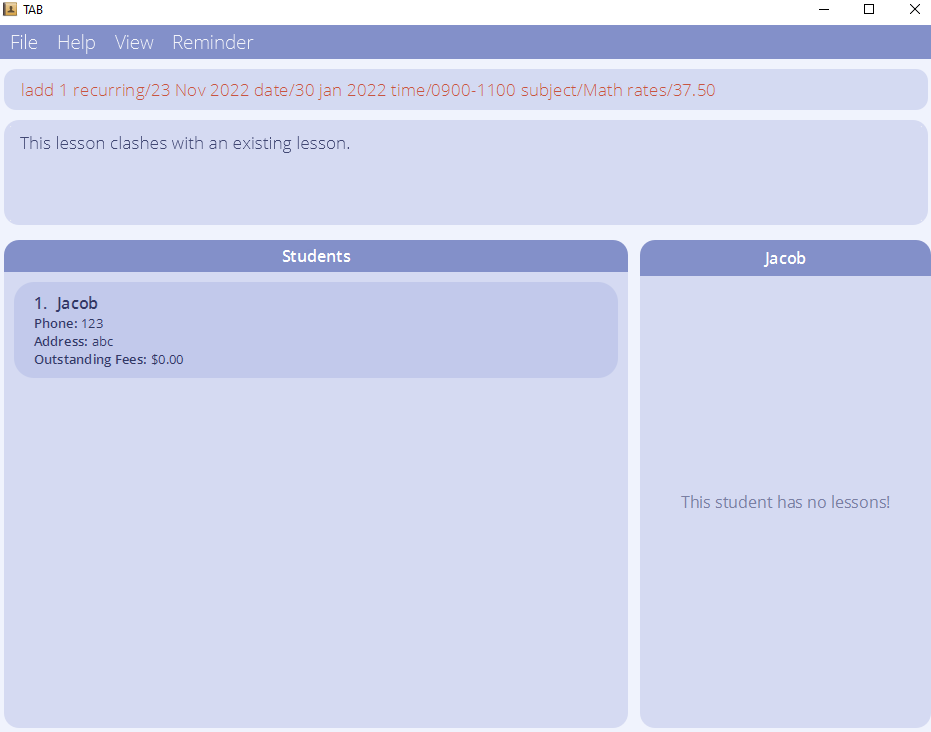 TAB
File Help View Reminder
ladd 1 recurring/23 Nov 2022 date/30 jan 2022 time/0900-1100 subject/Math rates/37.50
This lesson clashes with an existing lesson.
Students
Jacob
1. Jacob
Phone: 123
Address: abc
Outstanding Fees: $0.00
This student has no lessons!